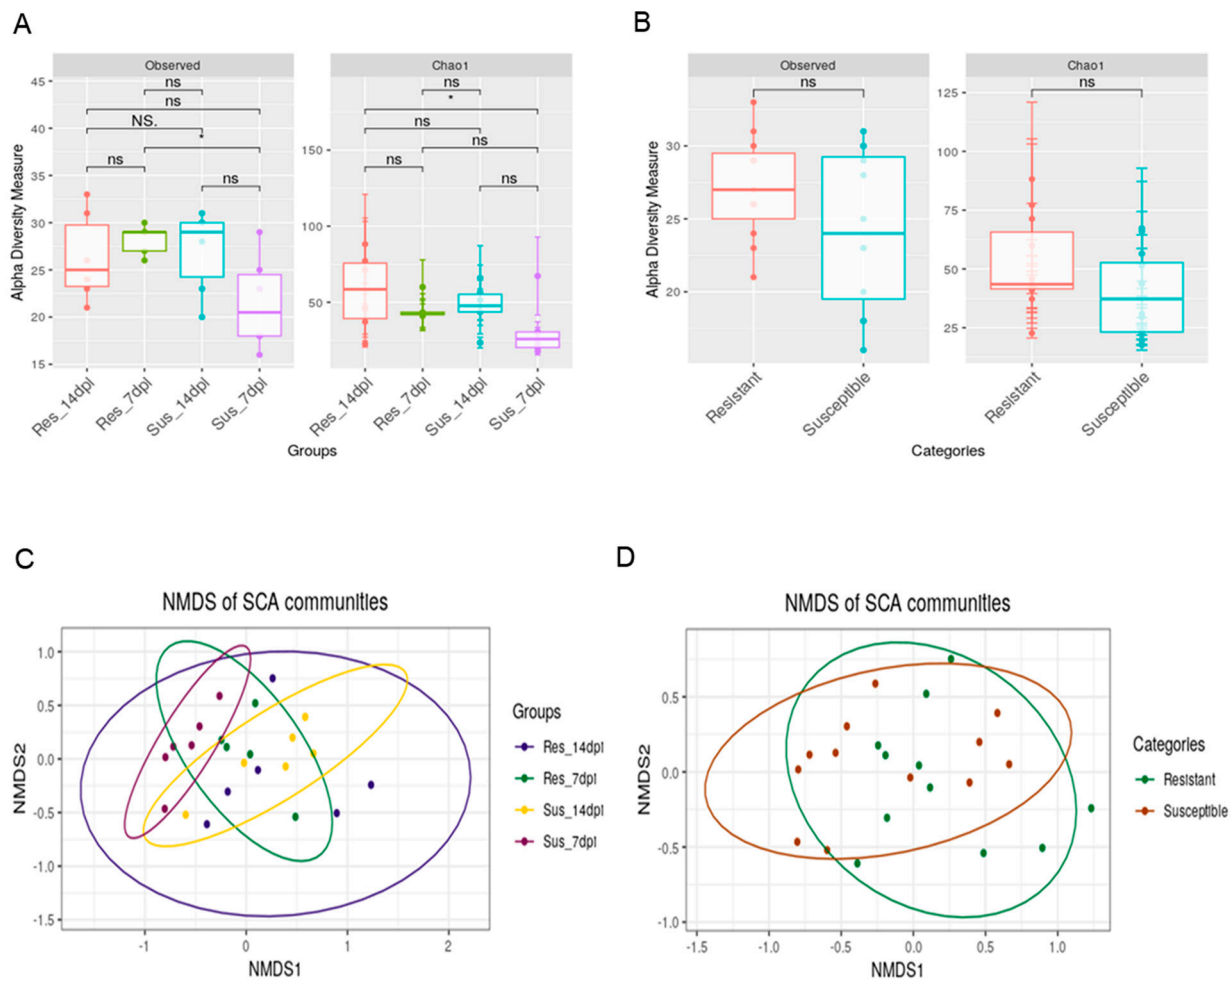 A
Observed
Chao1
Alpha Diversity Measure
45
40
35
30
25
20
15
ns
ns
NS.
*
ns
ns
150
100
50
ns
*
ns
ns
ns
ns
Res_14dpi
Res_7dpi
Sus_14dpi
Sus_7dpi
Res_14dpi
Res_7dpi
Sus_14dpi
Sus_7dpi
Groups
B
Observed
Chao1
Alpha Diversity Measure
30
25
20
ns
125
100
75
50
25
ns
Resistant
Susceptible
Resistant
Susceptible
Categories
C
NMDS of SCA communities
NMDS2
1.0
0.5
0.0
-0.5
-1.0
-1.5
-1
0
1
2
NMDS1
Groups
Res_14dpi
Res_7dpi
Sus_14dpi
Sus_7dpi
D
NMDS of SCA communities
NMDS2
0.5
0.0
-0.5
-1.0
-1.5
-1.0
-0.5
0.0
0.5
1.0
NMDS1
Categories
Resistant
Susceptible